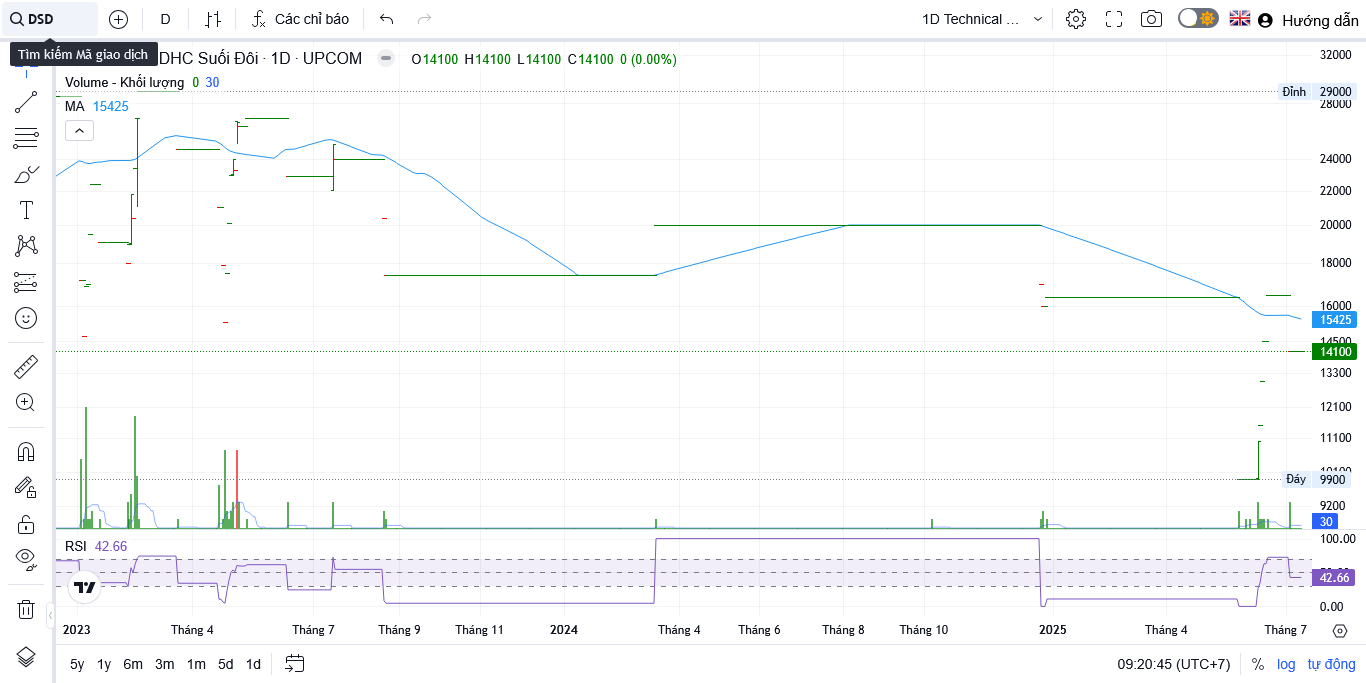 DSD
D
Các chỉ báo
1D Technical ...
Hướng dẫn
Tìm kiếm Mã giao dịch
DHC Suối Đôi · 1D · UPCOM
O14100 H14100 L14100 C14100 0 (0.00%)
Volume - Khối lượng 0 30
MA 15425
32000
Đỉnh 29000
28000
24000
22000
20000
18000
16000
15425
14500
14100
13300
12100
11100
10100
Đáy 9900
9200
30
RSI 42.66
100.00
50.00
42.66
0.00
2023 Tháng 4 Tháng 7 Tháng 9 Tháng 11 2024 Tháng 4 Tháng 6 Tháng 8 Tháng 10 2025 Tháng 4 Tháng 7
5y 1y 6m 3m 1m 5d 1d
09:20:45 (UTC+7) % log tự động